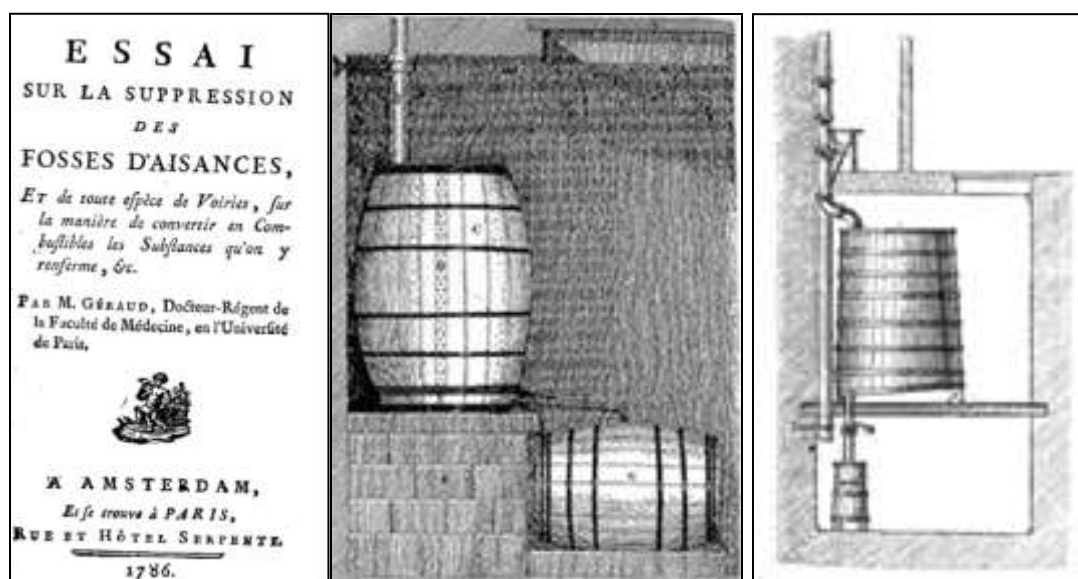 ESSAI
SUR LA SUPPRESSION
DES
FOSSES D'AISANCES,
ET de toute eſpèce de Voiries, ſur
la manière de convertir en Com-
buſtibles les Subſtances qu'on y
renferme, &c.
PAR M. GÉRAUD, Docteur-Régent de
la Faculté de Médecine, en l'Univerſité
de Paris,
A AMSTERDAM,
Et ſe trouve à PARIS,
RUE ET HÔTEL SERPENTE.
1786.